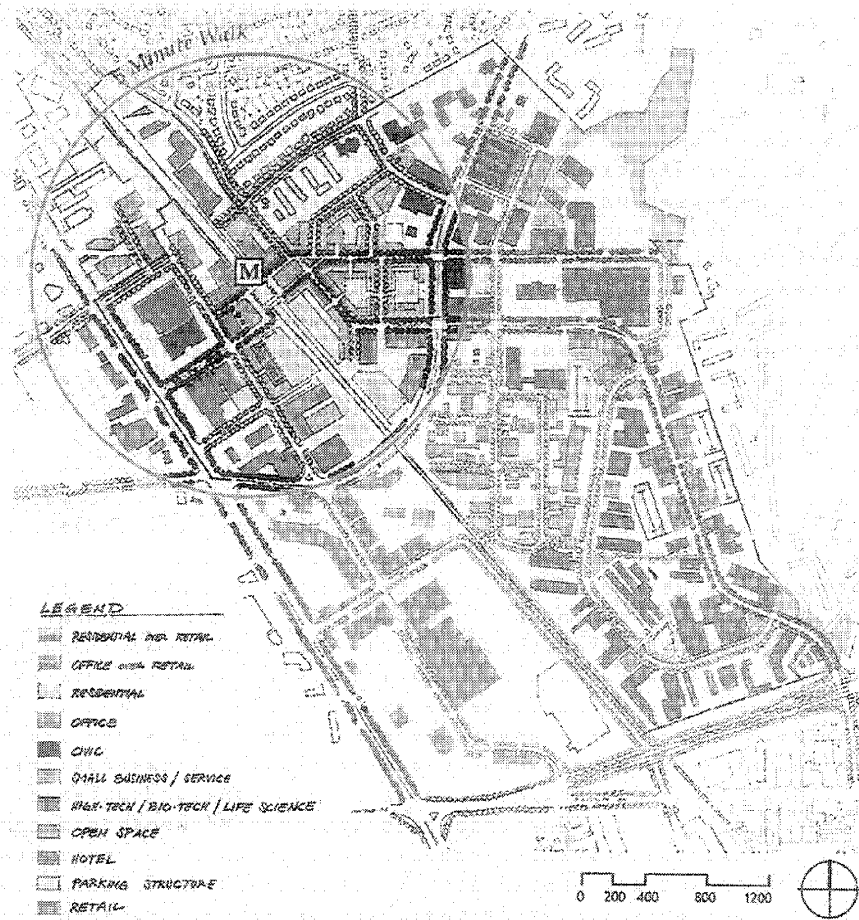 Minute Walk
M
LEGEND
RESIDENTIAL OVER RETAIL
OFFICE OVER RETAIL
RESIDENTIAL
OFFICE
CIVIC
SMALL BUSINESS / SERVICE
HIGH-TECH / BIO-TECH / LIFE SCIENCE
OPEN SPACE
HOTEL
PARKING STRUCTURE
RETAIL
0 200 400 800 1200